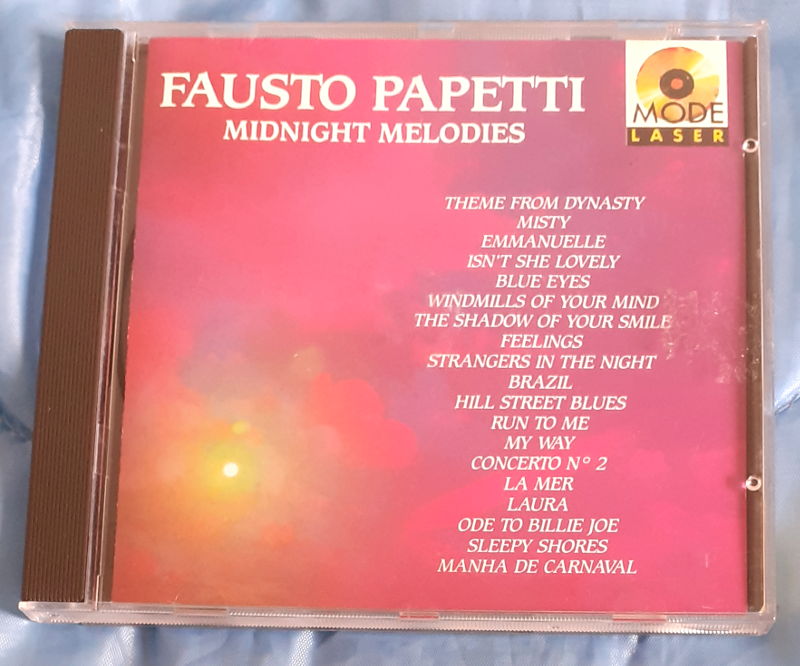 FAUSTO PAPETTI
MIDNIGHT MELODIES
MODE
LASER
THEME FROM DYNASTY
MISTY
EMMANUELLE
ISN'T SHE LOVELY
BLUE EYES
WINDMILLS OF YOUR MIND
THE SHADOW OF YOUR SMILE
FEELINGS
STRANGERS IN THE NIGHT
BRAZIL
HILL STREET BLUES
RUN TO ME
MY WAY
CONCERTO N° 2
LA MER
LAURA
ODE TO BILLIE JOE
SLEEPY SHORES
MANHA DE CARNAVAL